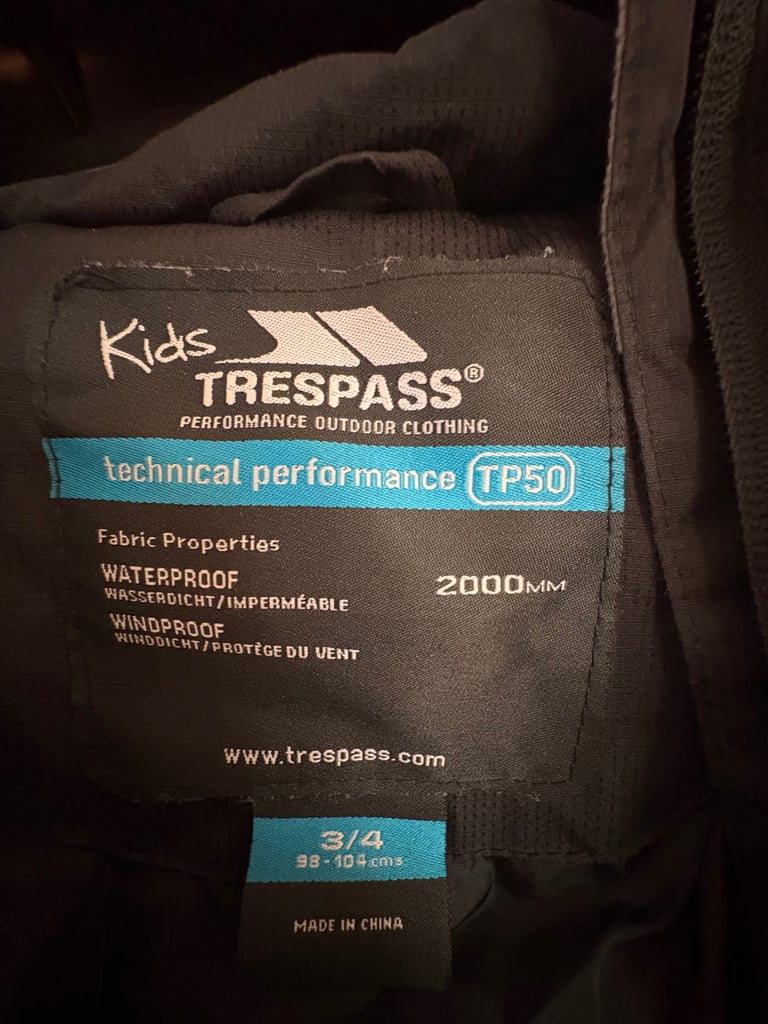 Kids
TRESPASS®
PERFORMANCE OUTDOOR CLOTHING
technical performance TP50
Fabric Properties
WATERPROOF 2000MM
WASSERDICHT/IMPERMÉABLE
WINDPROOF
WINDDICHT/PROTÈGE DU VENT
www.trespass.com
3/4
98-104cms
MADE IN CHINA